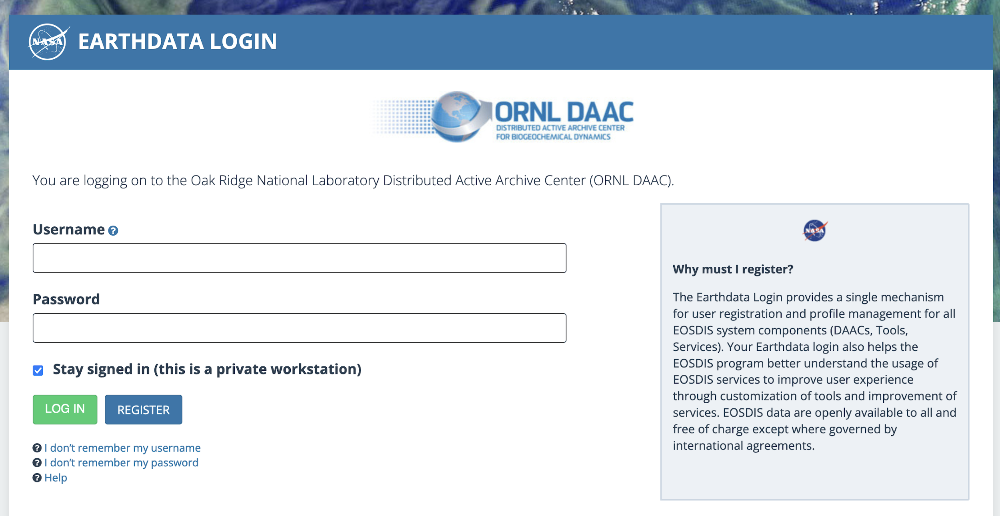 NASA
EARTHDATA LOGIN
ORNL DAAC
DISTRIBUTED ACTIVE ARCHIVE CENTER
FOR BIOGEOCHEMICAL DYNAMICS
You are logging on to the Oak Ridge National Laboratory Distributed Active Archive Center (ORNL DAAC).
Username ?
Password
Stay signed in (this is a private workstation)
LOG IN
REGISTER
? I don’t remember my username
? I don’t remember my password
? Help
NASA
Why must I register?
The Earthdata Login provides a single mechanism
for user registration and profile management for all
EOSDIS system components (DAACs, Tools,
Services). Your Earthdata login also helps the
EOSDIS program better understand the usage of
EOSDIS services to improve user experience
through customization of tools and improvement of
services. EOSDIS data are openly available to all and
free of charge except where governed by
international agreements.